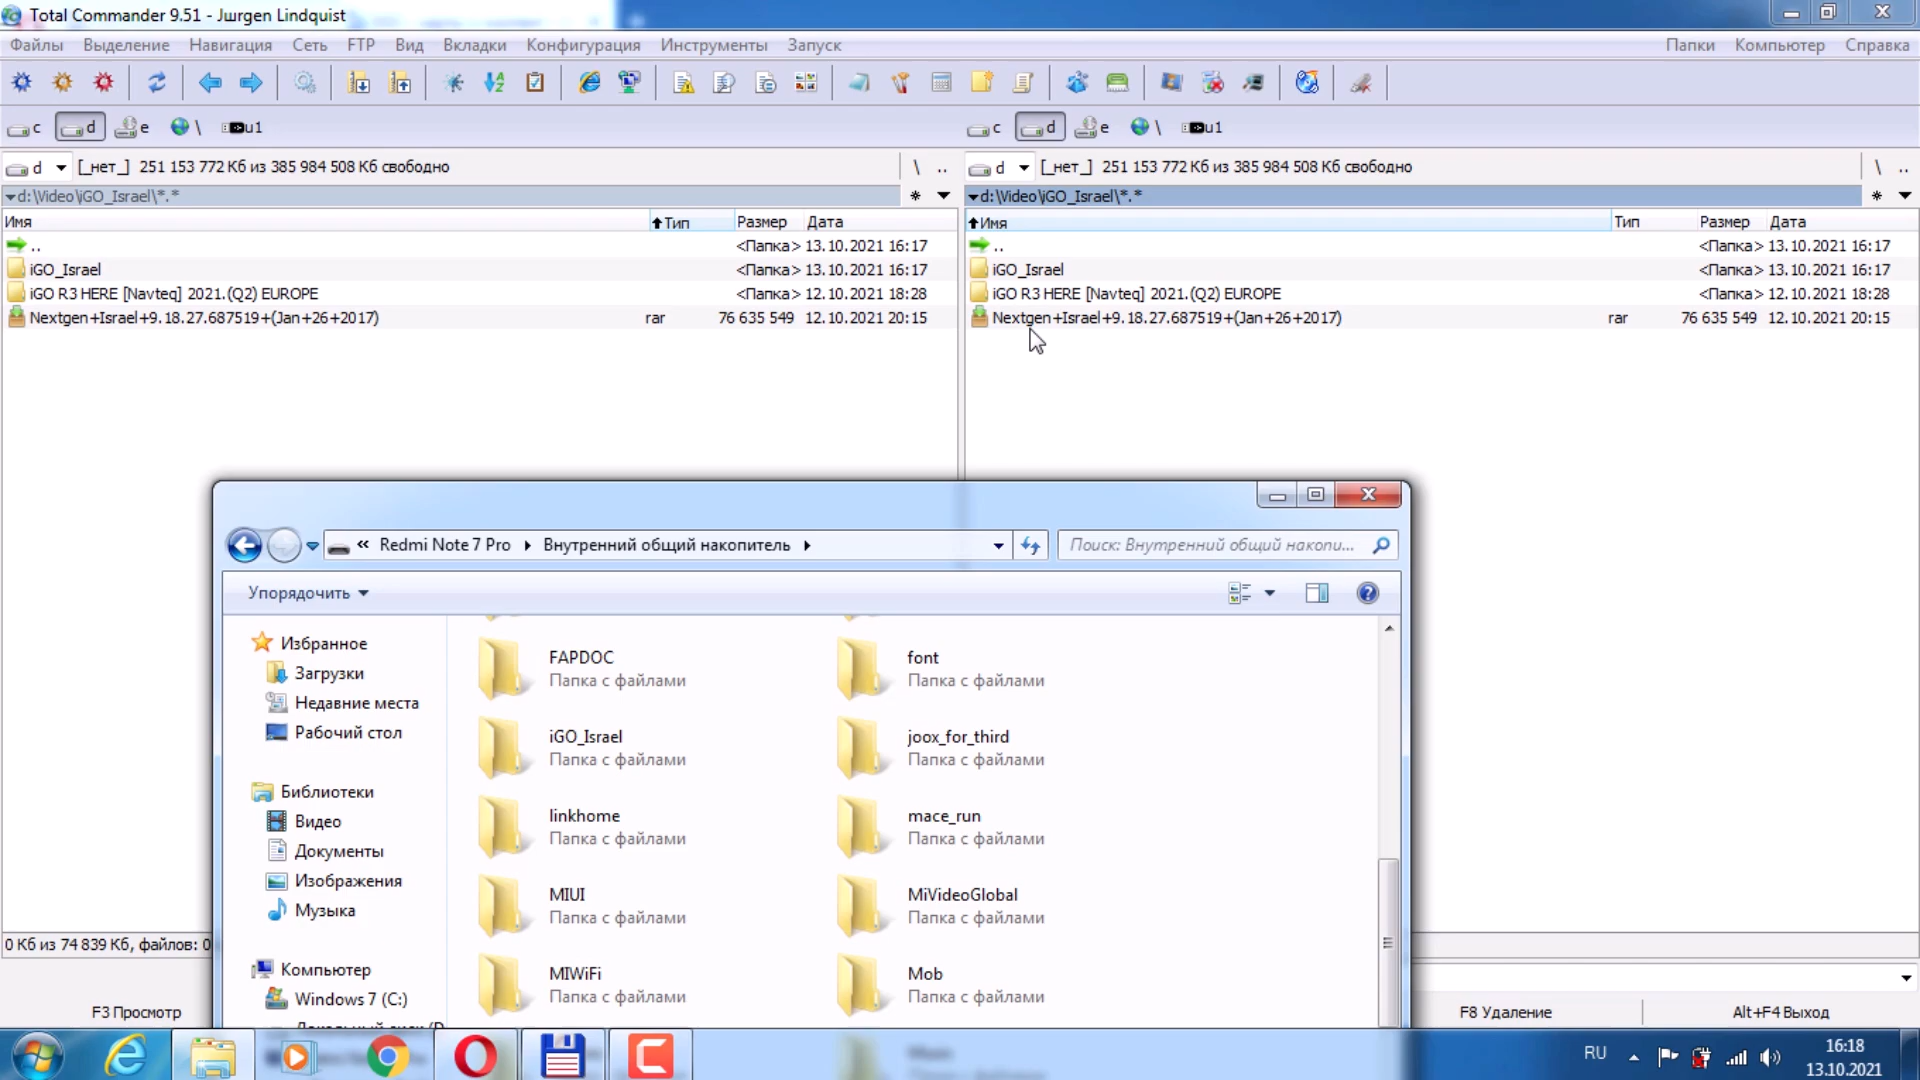 Total Commander 9.51 - Jurgen Lindquist
Файлы Выделение Навигация Сеть FTP Вид Вкладки Конфигурация Инструменты Запуск Папки Компьютер Справка
c d e \ u1 c d e \ u1
d [_нет_] 251 153 772 Кб из 385 984 508 Кб свободно \ .. d [_нет_] 251 153 772 Кб из 385 984 508 Кб свободно \ ..
d:\Video\iGO_Israel\*.* * d:\Video\iGO_Israel\*.* *
Имя Тип Размер Дата Имя Тип Размер Дата
.. <Папка> 13.10.2021 16:17 .. <Папка> 13.10.2021 16:17
iGO_Israel <Папка> 13.10.2021 16:17 iGO_Israel <Папка> 13.10.2021 16:17
iGO R3 HERE [Navteq] 2021.(Q2) EUROPE <Папка> 12.10.2021 18:28 iGO R3 HERE [Navteq] 2021.(Q2) EUROPE <Папка> 12.10.2021 18:28
Nextgen+Israel+9.18.27.687519+(Jan+26+2017) rar 76 635 549 12.10.2021 20:15 Nextgen+Israel+9.18.27.687519+(Jan+26+2017) rar 76 635 549 12.10.2021 20:15
« Redmi Note 7 Pro Внутренний общий накопитель Поиск: Внутренний общий накопи...
Упорядочить
Избранное
Загрузки
Недавние места
Рабочий стол
Библиотеки
Видео
Документы
Изображения
Музыка
Компьютер
Windows 7 (C:)
FAPDOC
Папка с файлами
font
Папка с файлами
iGO_Israel
Папка с файлами
joox_for_third
Папка с файлами
linkhome
Папка с файлами
mace_run
Папка с файлами
MIUI
Папка с файлами
MiVideoGlobal
Папка с файлами
MIWiFi
Папка с файлами
Mob
Папка с файлами
0 Кб из 74 839 Кб, файлов: 0
F3 Просмотр F8 Удаление Alt+F4 Выход
RU 16:18
13.10.2021